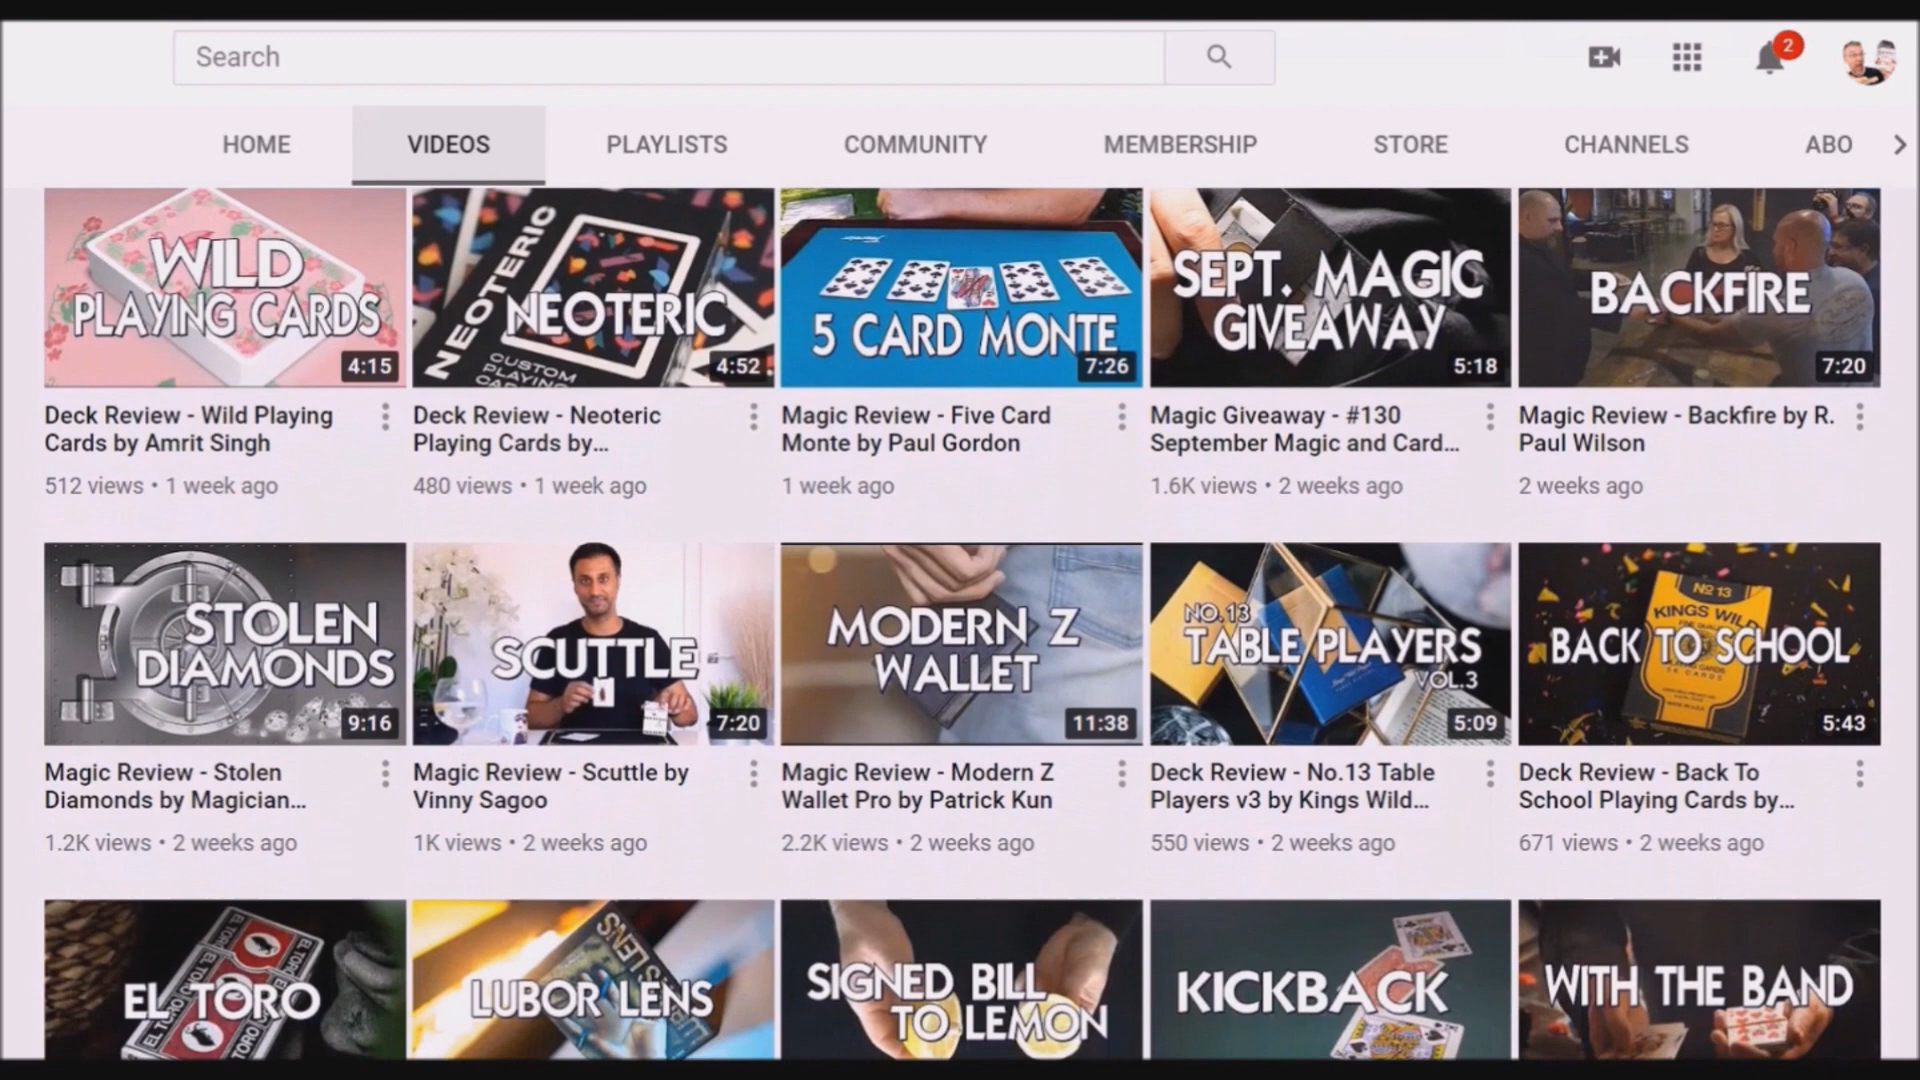 Search
2
HOME VIDEOS PLAYLISTS COMMUNITY MEMBERSHIP STORE CHANNELS ABO
WILD
PLAYING CARDS
4:15
NEOTERIC
NEOTERIC
CUSTOM
PLAYING
4:52
5 CARD MONTE
7:26
SEPT. MAGIC
GIVEAWAY
5:18
BACKFIRE
7:20
Deck Review - Wild Playing
Cards by Amrit Singh
512 views • 1 week ago
Deck Review - Neoteric
Playing Cards by...
480 views • 1 week ago
Magic Review - Five Card
Monte by Paul Gordon
1 week ago
Magic Giveaway - #130
September Magic and Card...
1.6K views • 2 weeks ago
Magic Review - Backfire by R.
Paul Wilson
2 weeks ago
STOLEN
DIAMONDS
9:16
SCUTTLE
7:20
MODERN Z
WALLET
11:38
NO.13
TABLE PLAYERS
VOL.3
5:09
Nº 13
KINGS WILD
BACK TO SCHOOL
5:43
Magic Review - Stolen
Diamonds by Magician...
1.2K views • 2 weeks ago
Magic Review - Scuttle by
Vinny Sagoo
1K views • 2 weeks ago
Magic Review - Modern Z
Wallet Pro by Patrick Kun
2.2K views • 2 weeks ago
Deck Review - No.13 Table
Players v3 by Kings Wild...
550 views • 2 weeks ago
Deck Review - Back To
School Playing Cards by...
671 views • 2 weeks ago
EL TORO
EL TORO
LENS
LUBOR LENS
SIGNED BILL
TO LEMON
KICKBACK
WITH THE BAND